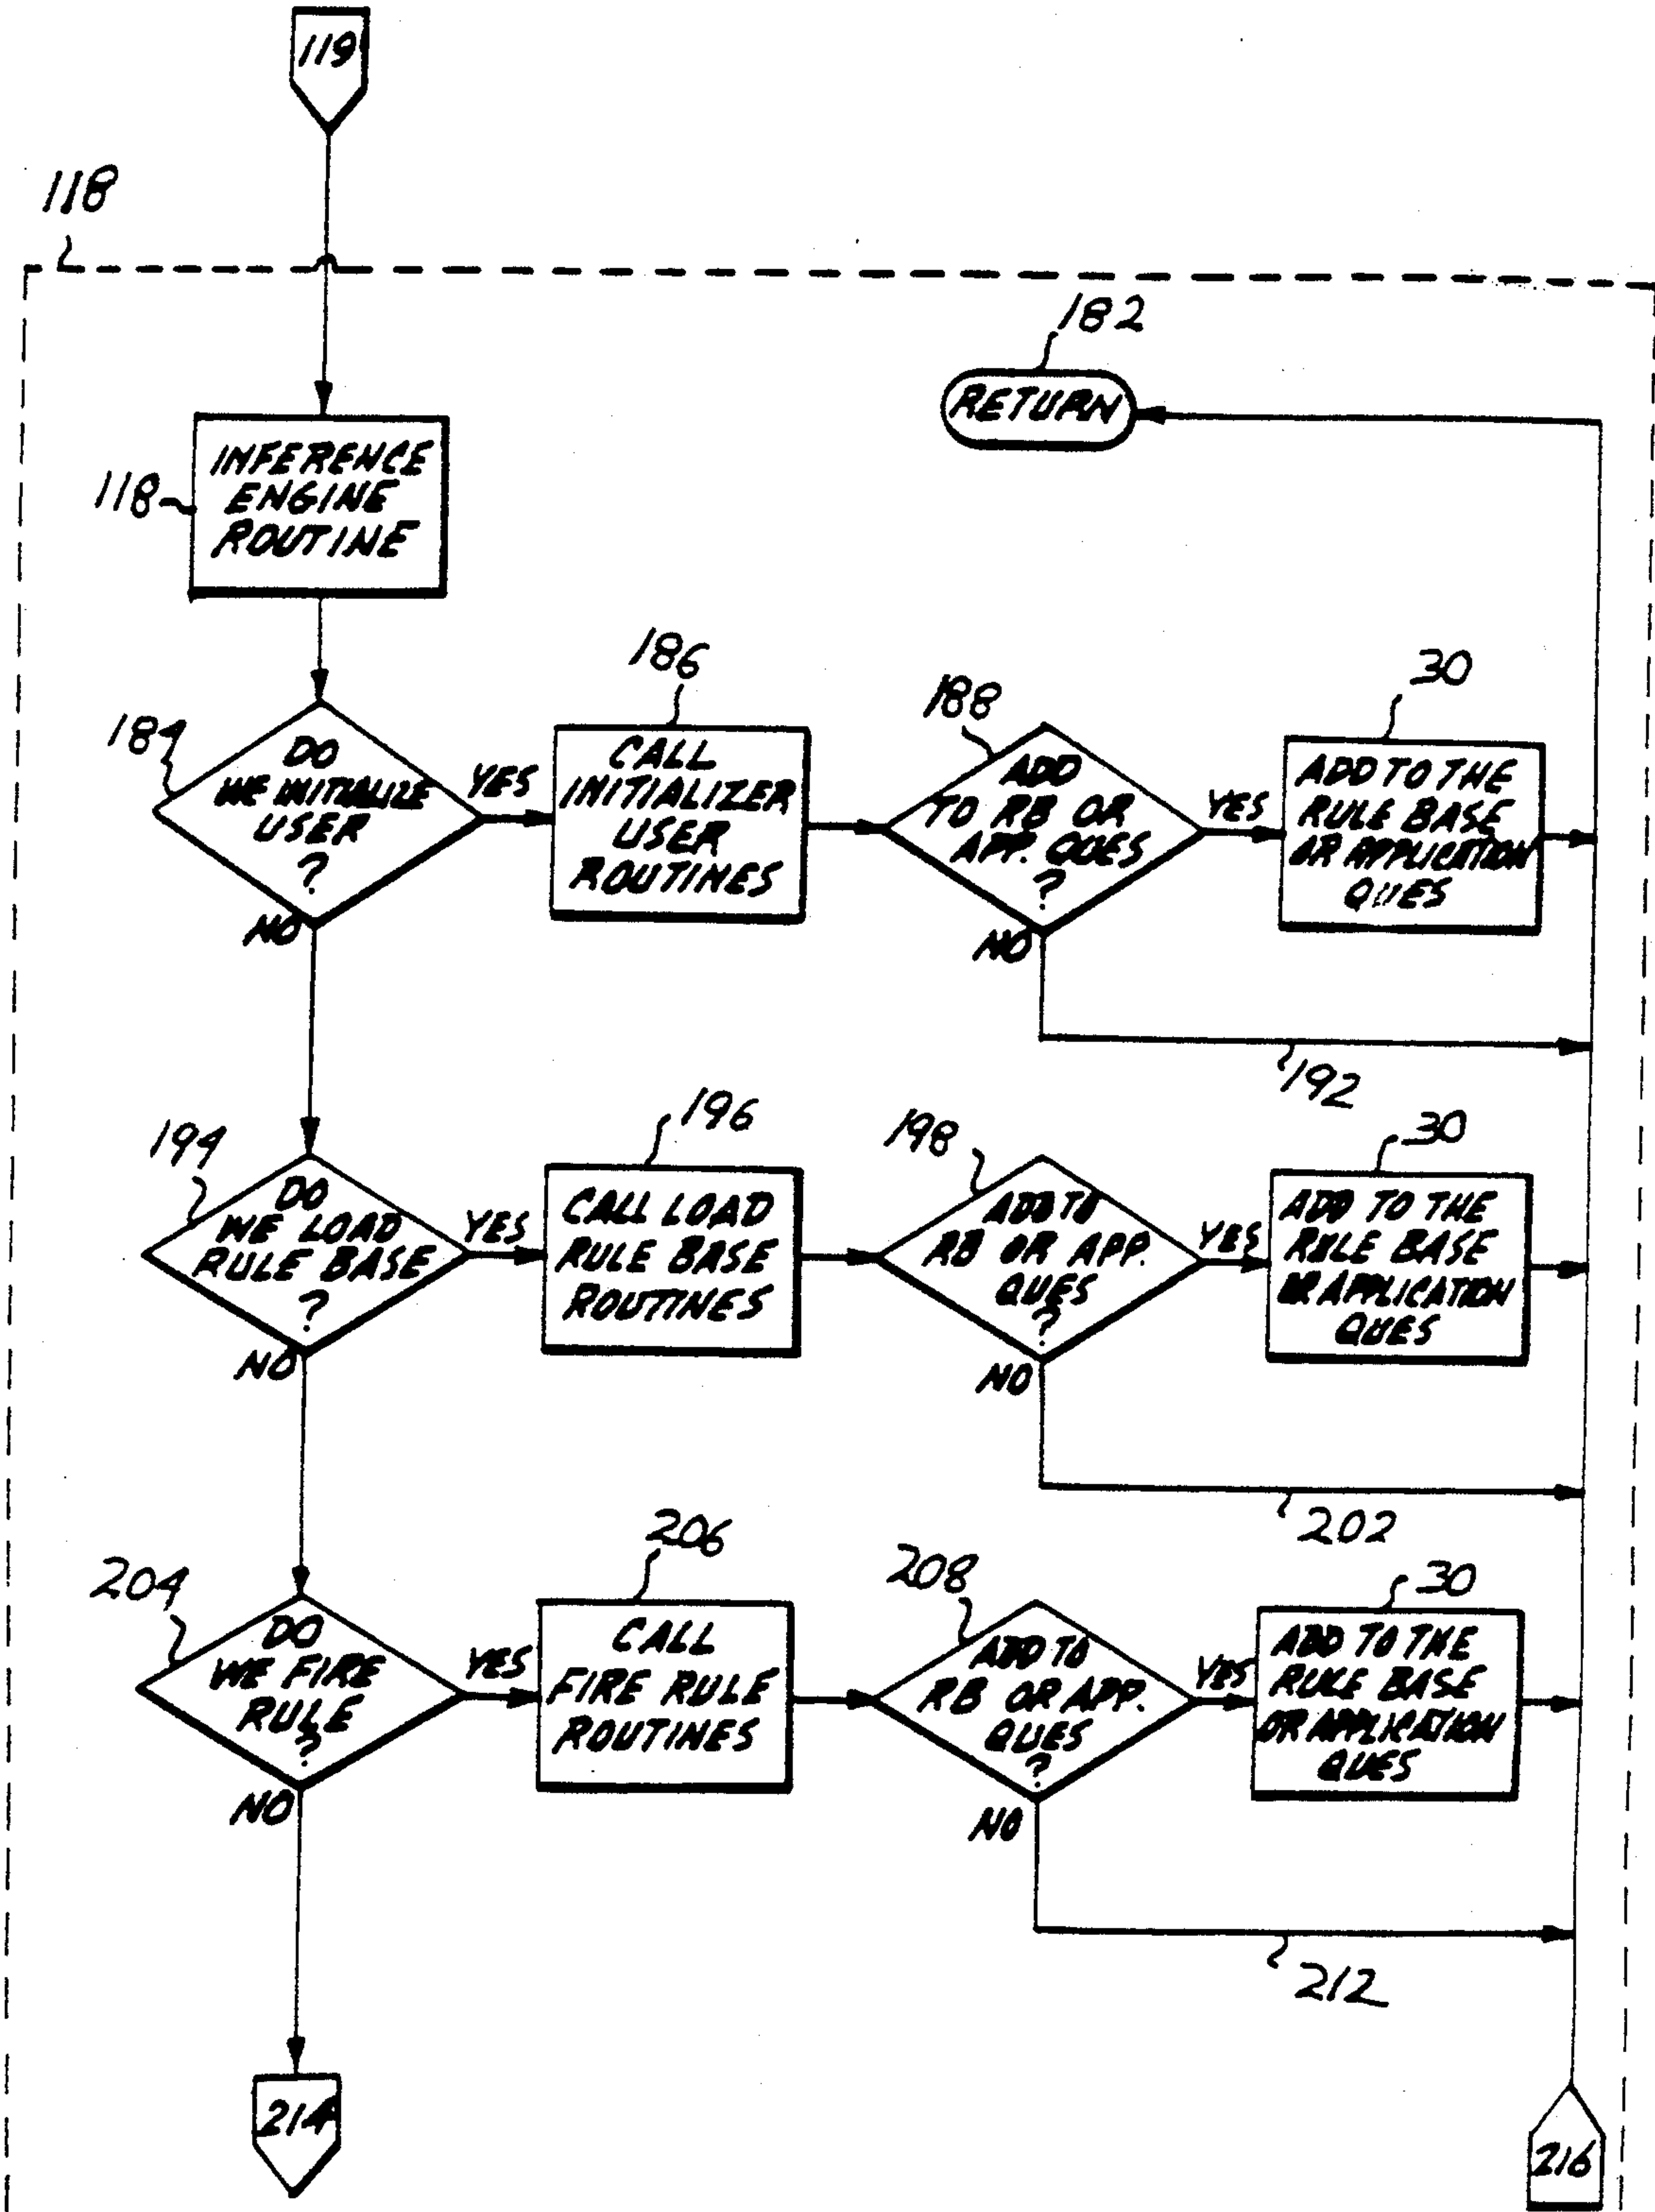 119
118
182
RETURN
118
INFERENCE
ENGINE
ROUTINE
184
DO
WE INITIALIZE
USER
?
YES
NO
186
CALL
INITIALIZER
USER
ROUTINES
188
ADD
TO RB OR
APP. QUES
?
YES
NO
30
ADD TO THE
RULE BASE
OR APPLICATION
QUES
192
194
DO
WE LOAD
RULE BASE
?
YES
NO
196
CALL LOAD
RULE BASE
ROUTINES
198
ADD TO
RB OR APP.
QUES
?
YES
NO
30
ADD TO THE
RULE BASE
OR APPLICATION
QUES
202
204
DO
WE FIRE
RULE
?
YES
NO
206
CALL
FIRE RULE
ROUTINES
208
ADD TO
RB OR APP.
QUES
?
YES
NO
30
ADD TO THE
RULE BASE
OR APPLICATION
QUES
212
214
216